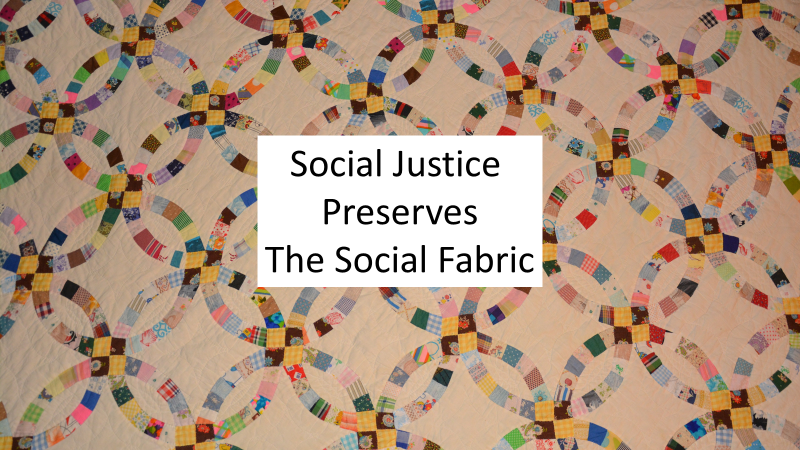 Social Justice
Preserves
The Social Fabric